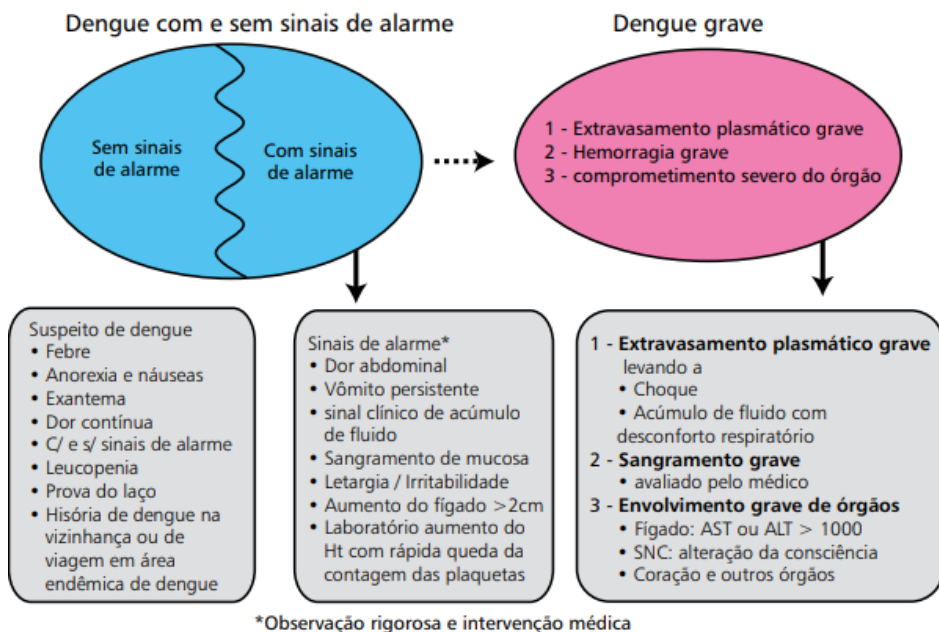 Dengue com e sem sinais de alarme
Dengue grave
Sem sinais
de alarme
Com sinais
de alarme
1 - Extravasamento plasmático grave
2 - Hemorragia grave
3 - comprometimento severo do órgão
Suspeito de dengue
• Febre
• Anorexia e náuseas
• Exantema
• Dor contínua
• C/ e s/ sinais de alarme
• Leucopenia
• Prova do laço
• Hisória de dengue na
vizinhança ou de
viagem em área
endêmica de dengue
Sinais de alarme*
• Dor abdominal
• Vômito persistente
• sinal clínico de acúmulo
de fluido
• Sangramento de mucosa
• Letargia / Irritabilidade
• Aumento do fígado >2cm
• Laboratório aumento do
Ht com rápida queda da
contagem das plaquetas
1 - Extravasamento plasmático grave
levando a
• Choque
• Acúmulo de fluido com
desconforto respiratório
2 - Sangramento grave
• avaliado pelo médico
3 - Envolvimento grave de órgãos
• Fígado: AST ou ALT > 1000
• SNC: alteração da consciência
• Coração e outros órgãos
*Observação rigorosa e intervenção médica